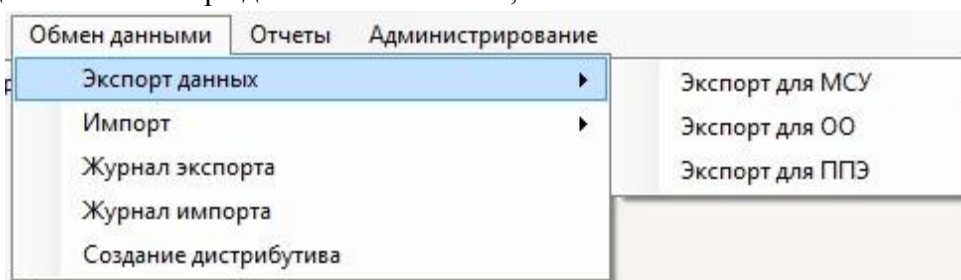 Обмен данными Отчеты Администрирование
Экспорт данных Экспорт для МСУ
Импорт Экспорт для ОО
Журнал экспорта Экспорт для ППЭ
Журнал импорта
Создание дистрибутива